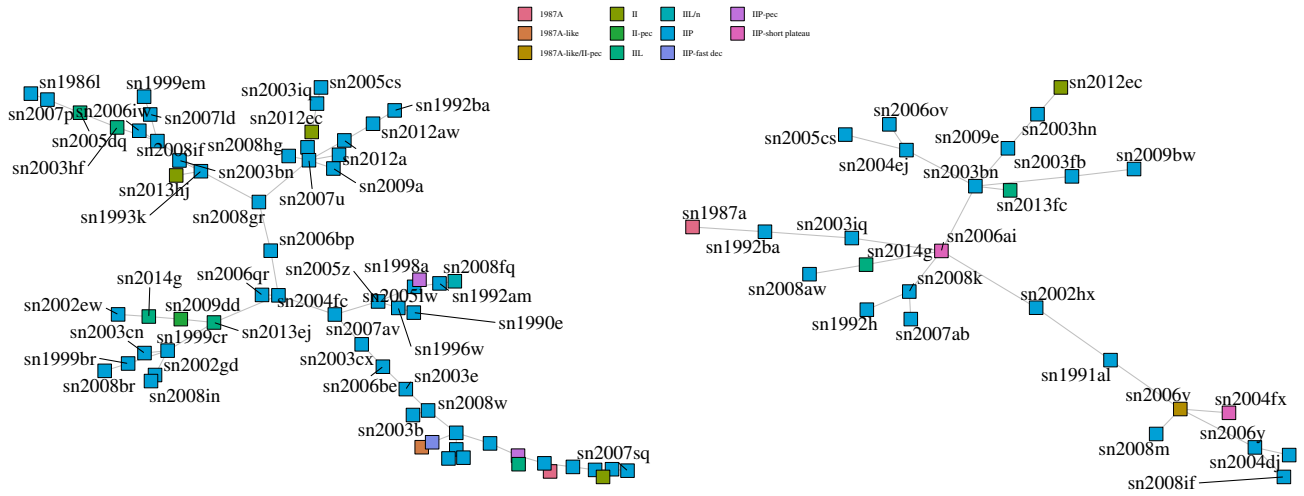 1987A
1987A-like
1987A-like/II-pec
II
II-pec
IIL
IIL/n
IIP
IIP-fast dec
IIP-pec
IIP-short plateau
sn1986l
sn1999em
sn2007p
sn2006iw
sn2007ld
sn2005dq
sn2008if
sn2003hf
sn2003bn
sn2013hj
sn1993k
sn2003iq
sn2005cs
sn2012ec
sn1992ba
sn2008hg
sn2012aw
sn2012a
sn2009a
sn2007u
sn2008gr
sn2006bp
sn2014g
sn2006qr
sn2005z
sn1998a
sn2008fq
sn2002ew
sn2009dd
sn2004fc
sn2005lw
sn1992am
sn2003cn
sn1999cr
sn2013ej
sn2007av
sn1990e
sn1999br
sn2002gd
sn1996w
sn2008br
sn2008in
sn2003cx
sn2006be
sn2003e
sn2008w
sn2003b
sn2007sq
sn2012ec
sn2006ov
sn2005cs
sn2009e
sn2003hn
sn2004ej
sn2003bn
sn2003fb
sn2009bw
sn2013fc
sn1987a
sn2003iq
sn2006ai
sn1992ba
sn2014g
sn2008aw
sn2008k
sn1992h
sn2007ab
sn2002hx
sn1991al
sn2006v
sn2004fx
sn2008m
sn2006y
sn2004dj
sn2008if